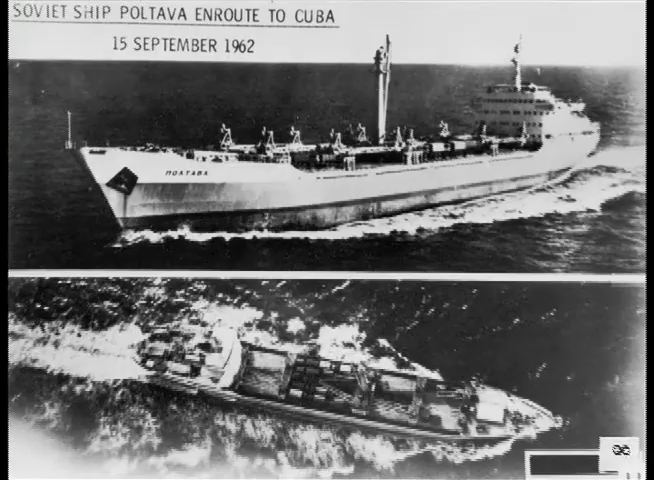 SOVIET SHIP POLTAVA ENROUTE TO CUBA
15 SEPTEMBER 1962
ПОЛТАВА